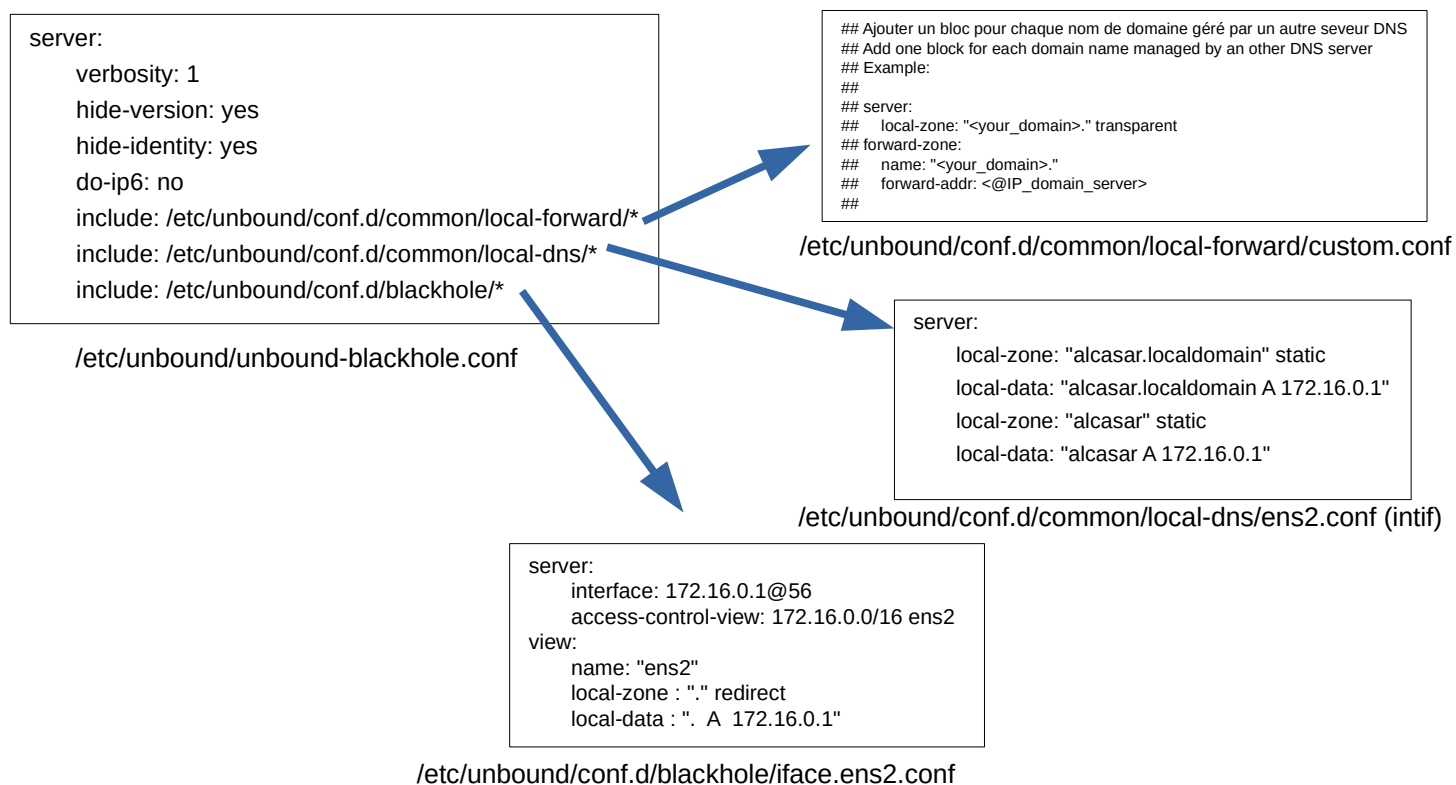 server:
verbosity: 1
hide-version: yes
hide-identity: yes
do-ip6: no
include: /etc/unbound/conf.d/common/local-forward/*
include: /etc/unbound/conf.d/common/local-dns/*
include: /etc/unbound/conf.d/blackhole/*
/etc/unbound/unbound-blackhole.conf
## Ajouter un bloc pour chaque nom de domaine géré par un autre seveur DNS
## Add one block for each domain name managed by an other DNS server
## Example:
##
## server:
##     local-zone: "<your_domain>." transparent
## forward-zone:
##     name: "<your_domain>."
##     forward-addr: <@IP_domain_server>
##
/etc/unbound/conf.d/common/local-forward/custom.conf
server:
local-zone: "alcasar.localdomain" static
local-data: "alcasar.localdomain A 172.16.0.1"
local-zone: "alcasar" static
local-data: "alcasar A 172.16.0.1"
/etc/unbound/conf.d/common/local-dns/ens2.conf (intif)
server:
interface: 172.16.0.1@56
access-control-view: 172.16.0.0/16 ens2
view:
name: "ens2"
local-zone : "." redirect
local-data : ".  A  172.16.0.1"
/etc/unbound/conf.d/blackhole/iface.ens2.conf